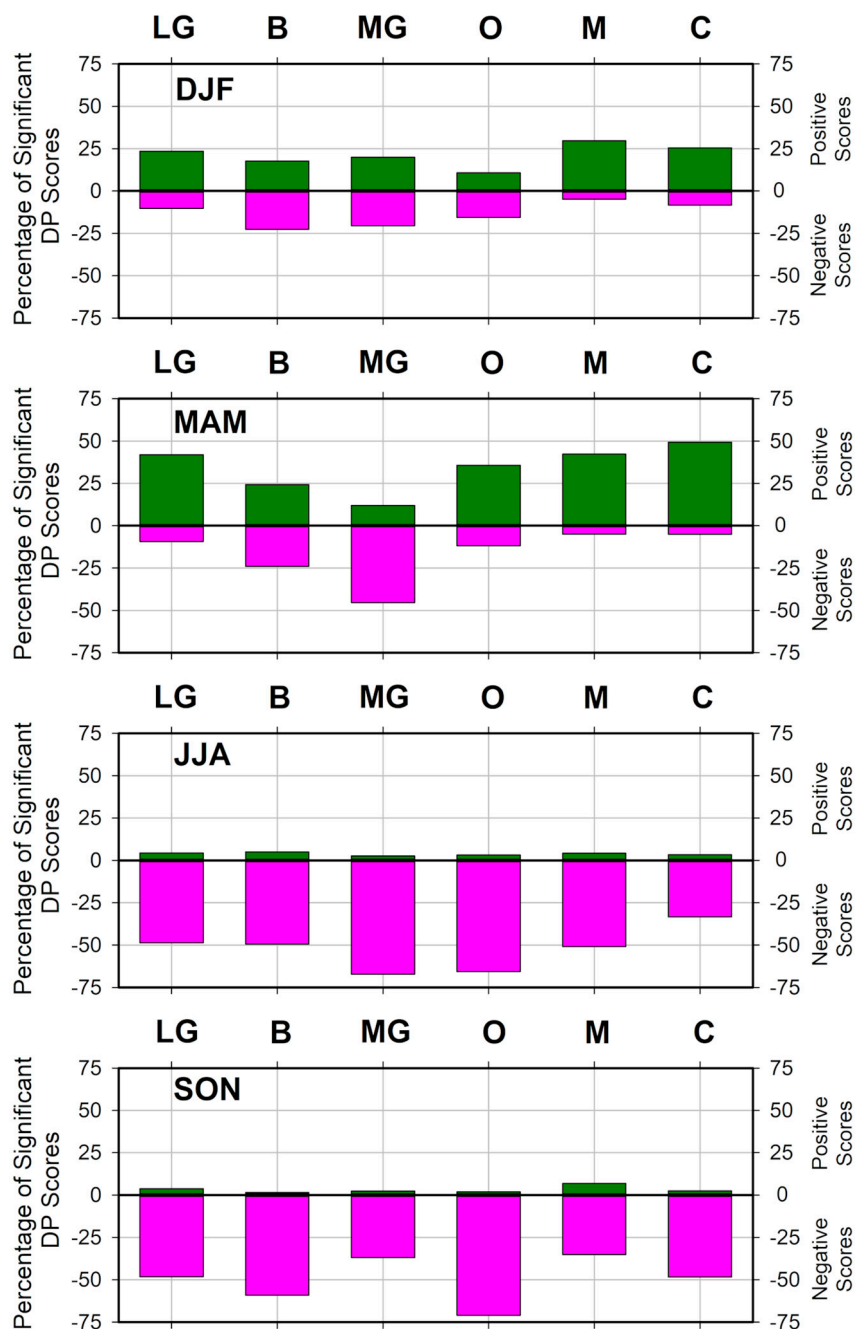 LG B MG O M C
Percentage of Significant
DP Scores
75 50 25 0 -25 -50 -75
DJF
75 50 25 0 -25 -50 -75
Positive
Scores
Negative
Scores
LG B MG O M C
Percentage of Significant
DP Scores
75 50 25 0 -25 -50 -75
MAM
75 50 25 0 -25 -50 -75
Positive
Scores
Negative
Scores
LG B MG O M C
Percentage of Significant
DP Scores
75 50 25 0 -25 -50 -75
JJA
75 50 25 0 -25 -50 -75
Positive
Scores
Negative
Scores
LG B MG O M C
Percentage of Significant
DP Scores
75 50 25 0 -25 -50 -75
SON
75 50 25 0 -25 -50 -75
Positive
Scores
Negative
Scores